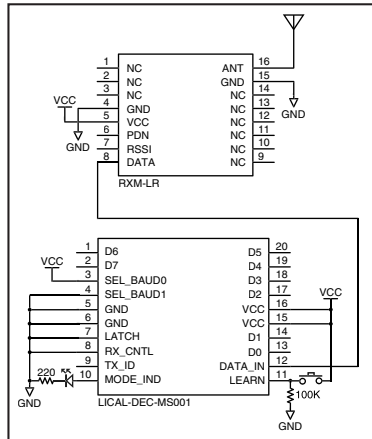 1 NC ANT 16
2 NC GND 15
3 NC NC 14
4 GND NC 13
5 VCC NC 12
6 PDN NC 11
7 RSSI NC 10
8 DATA NC 9
VCC
GND
GND
RXM-LR
1 D6 D5 20
2 D7 D4 19
3 SEL_BAUD0 D3 18
4 SEL_BAUD1 D2 17
5 GND VCC 16
6 GND VCC 15
7 LATCH D1 14
8 RX_CNTL D0 13
9 TX_ID DATA_IN 12
10 MODE_IND LEARN 11
VCC
VCC
220
GND
100K
GND
LICAL-DEC-MS001